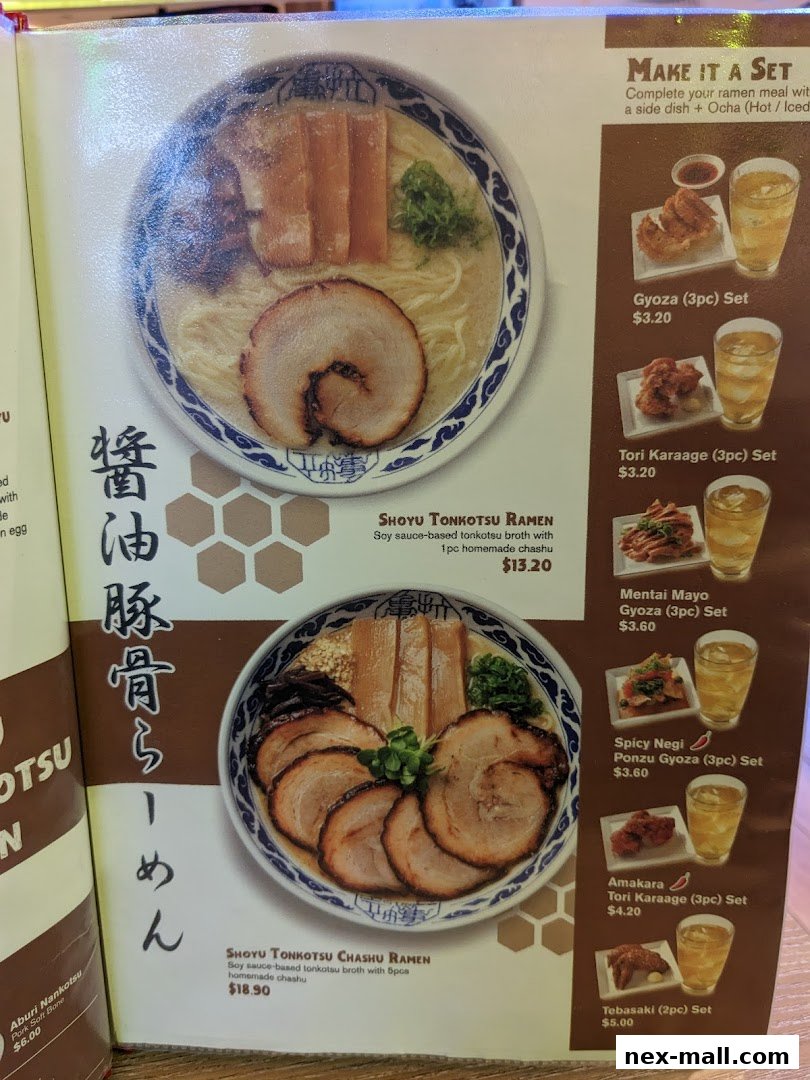 醤油豚骨らーめん
SHOYU TONKOTSU RAMEN
Soy sauce-based tonkotsu broth with
1pc homemade chashu
$13.20
SHOYU TONKOTSU CHASHU RAMEN
Soy sauce-based tonkotsu broth with 5pcs
homemade chashu
$18.90
MAKE IT A SET
Complete your ramen meal wit
a side dish + Ocha (Hot / Iced
Gyoza (3pc) Set
$3.20
Tori Karaage (3pc) Set
$3.20
Mentai Mayo
Gyoza (3pc) Set
$3.60
Spicy Negi
Ponzu Gyoza (3pc) Set
$3.60
Amakara
Tori Karaage (3pc) Set
$4.20
Tebasaki (2pc) Set
$5.00
with
n egg
OTSU
N
Aburi Nankotsu
Pork Soft Bone
$6.00
nex-mall.com